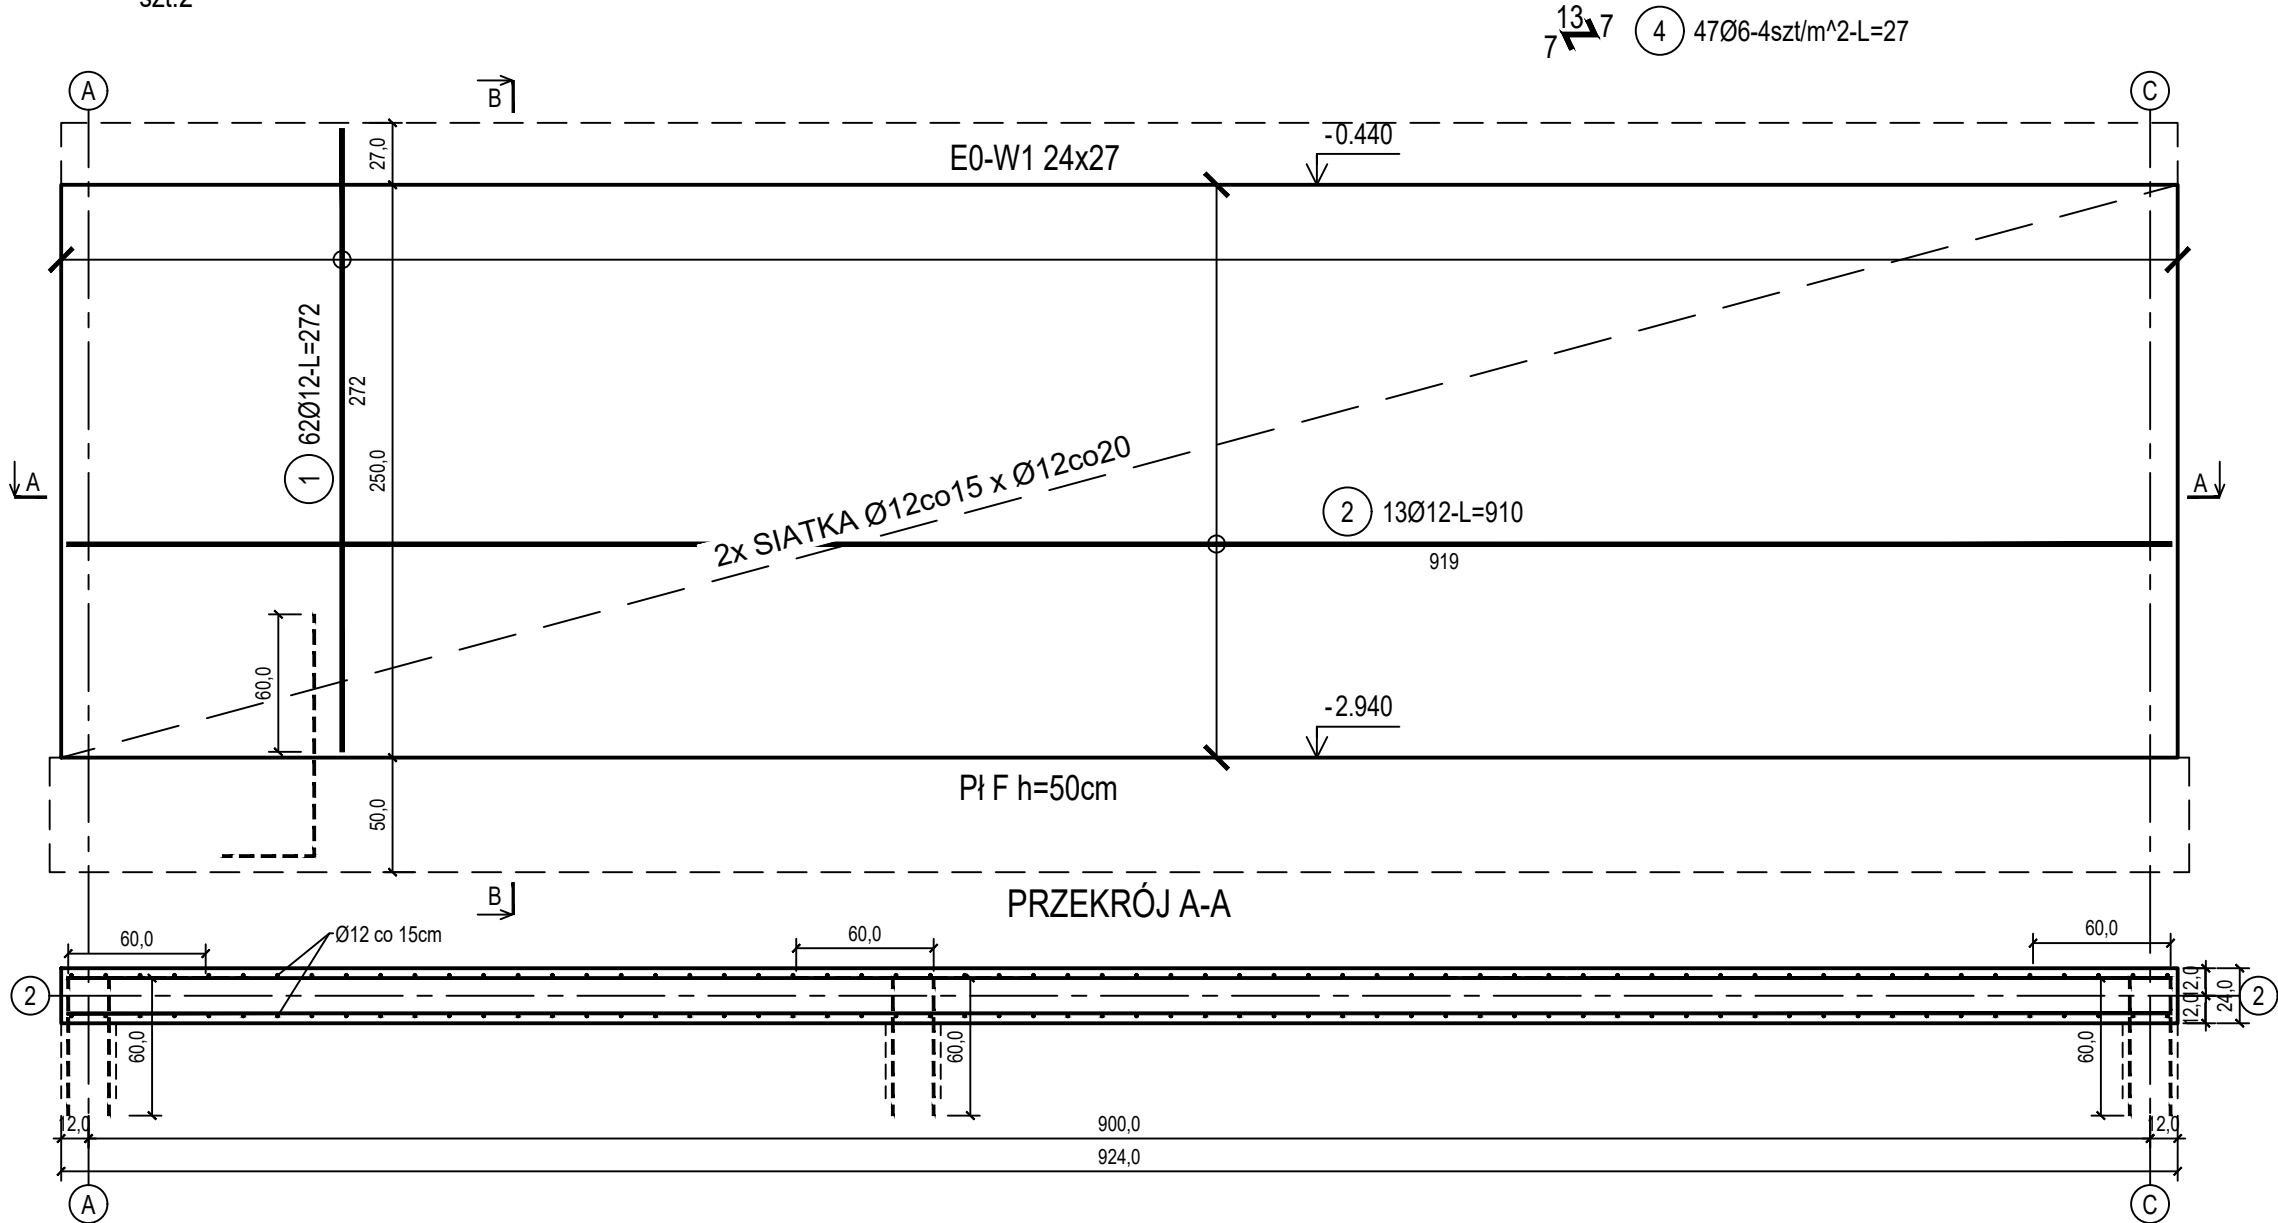 szt.2
13
7
7
4 47Ø6-4szt/m^2-L=27
A
B
C
27,0
E0-W1 24x27
-0.440
1 62Ø12-L=272
272
250,0
A
A
2x SIATKA Ø12co15 x Ø12co20
2 13Ø12-L=910
919
60,0
-2.940
Pł F h=50cm
50,0
B
PRZEKRÓJ A-A
60,0
Ø12 co 15cm
60,0
60,0
2
12,0
12,0
24,0
2
60,0
60,0
60,0
12,0
900,0
12,0
924,0
A
C